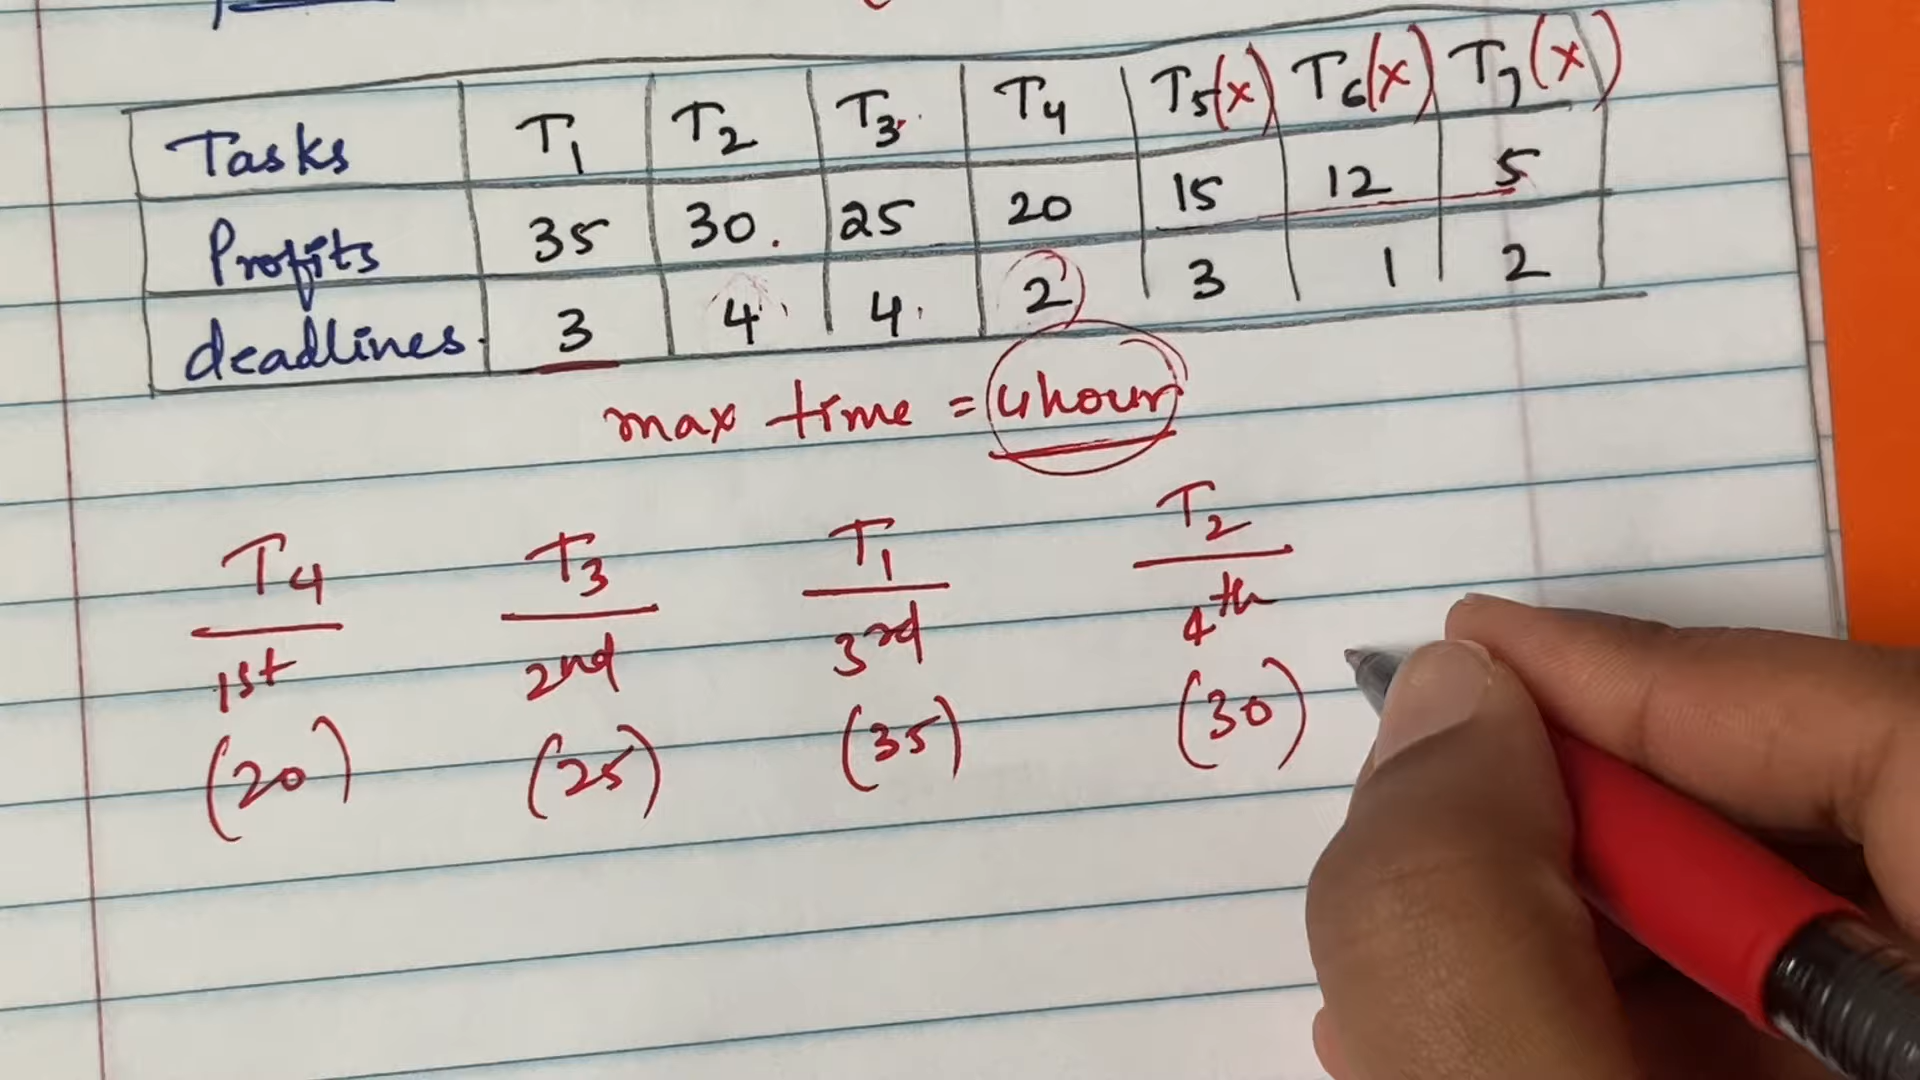 Tasks T1 T2 T3 T4 T5(x) T6(x) T7(x)
Profits 35 30 25 20 15 12 5
deadlines 3 4 4 2 3 1 2
max time = 4hour
T4 T3 T1 T2
1st 2nd 3rd 4th
(20) (25) (35) (30)